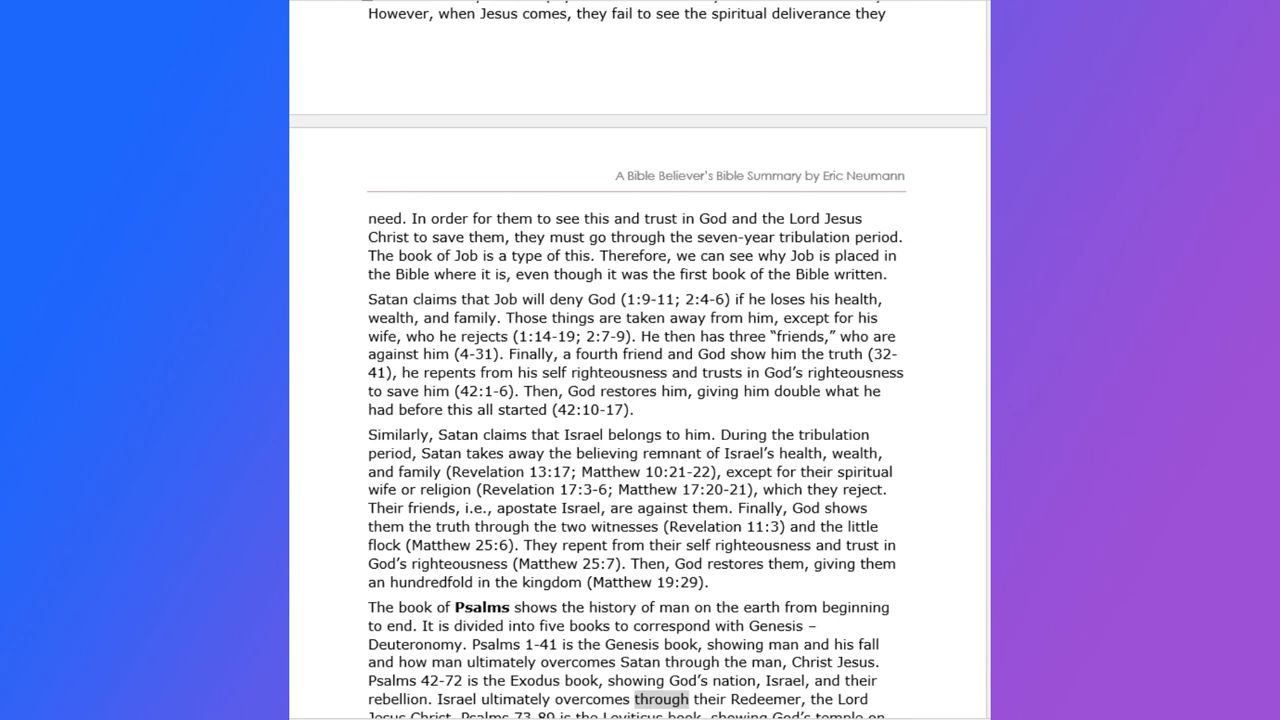 However, when Jesus comes, they fail to see the spiritual deliverance they
A Bible Believer's Bible Summary by Eric Neumann
need. In order for them to see this and trust in God and the Lord Jesus
Christ to save them, they must go through the seven-year tribulation period.
The book of Job is a type of this. Therefore, we can see why Job is placed in
the Bible where it is, even though it was the first book of the Bible written.
Satan claims that Job will deny God (1:9-11; 2:4-6) if he loses his health,
wealth, and family. Those things are taken away from him, except for his
wife, who he rejects (1:14-19; 2:7-9). He then has three “friends,” who are
against him (4-31). Finally, a fourth friend and God show him the truth (32-
41), he repents from his self righteousness and trusts in God’s righteousness
to save him (42:1-6). Then, God restores him, giving him double what he
had before this all started (42:10-17).
Similarly, Satan claims that Israel belongs to him. During the tribulation
period, Satan takes away the believing remnant of Israel’s health, wealth,
and family (Revelation 13:17; Matthew 10:21-22), except for their spiritual
wife or religion (Revelation 17:3-6; Matthew 17:20-21), which they reject.
Their friends, i.e., apostate Israel, are against them. Finally, God shows
them the truth through the two witnesses (Revelation 11:3) and the little
flock (Matthew 25:6). They repent from their self righteousness and trust in
God’s righteousness (Matthew 25:7). Then, God restores them, giving them
an hundredfold in the kingdom (Matthew 19:29).
The book of Psalms shows the history of man on the earth from beginning
to end. It is divided into five books to correspond with Genesis –
Deuteronomy. Psalms 1-41 is the Genesis book, showing man and his fall
and how man ultimately overcomes Satan through the man, Christ Jesus.
Psalms 42-72 is the Exodus book, showing God’s nation, Israel, and their
rebellion. Israel ultimately overcomes through their Redeemer, the Lord
Jesus Christ. Psalms 73-89 is the Leviticus book, showing God’s temple on